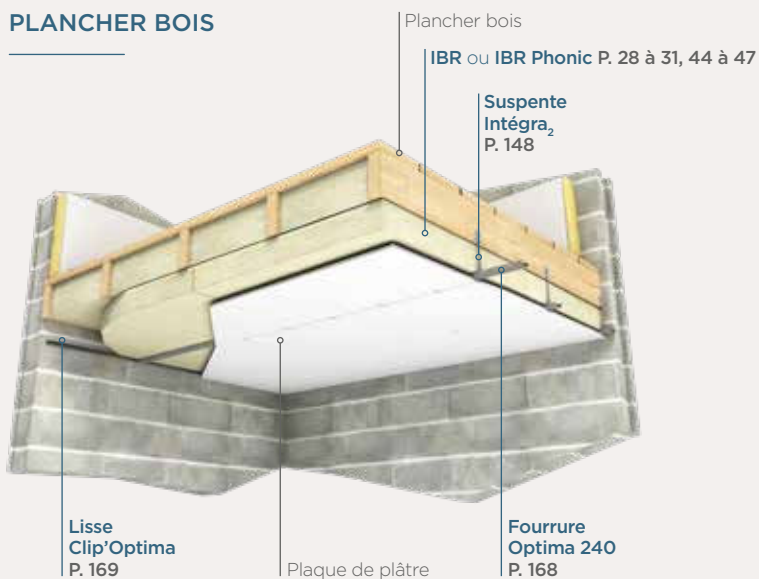 PLANCHER BOIS
Plancher bois
IBR ou IBR Phonic P. 28 à 31, 44 à 47
Suspente
Intégra₂
P. 148
Lisse
Clip'Optima
P. 169
Plaque de plâtre
Fourrure
Optima 240
P. 168